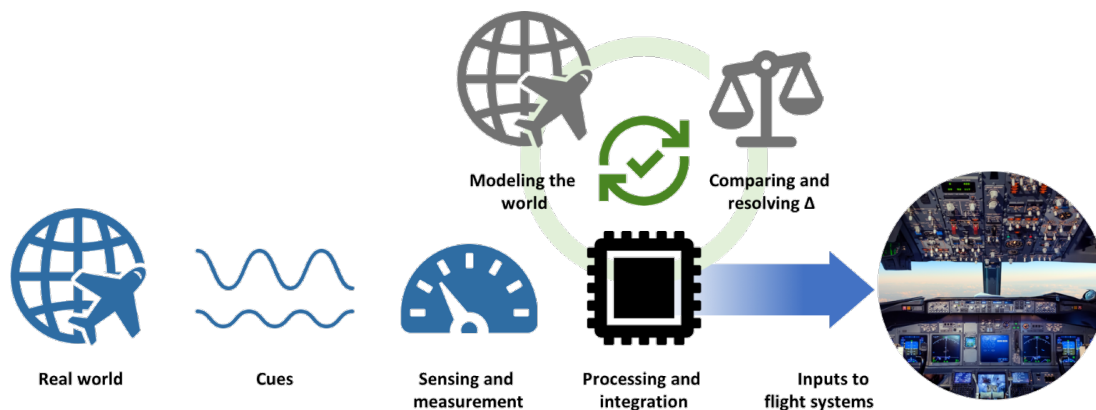 Modeling the
world
Comparing and
resolving Δ
Real world
Cues
Sensing and
measurement
Processing and
integration
Inputs to
flight systems